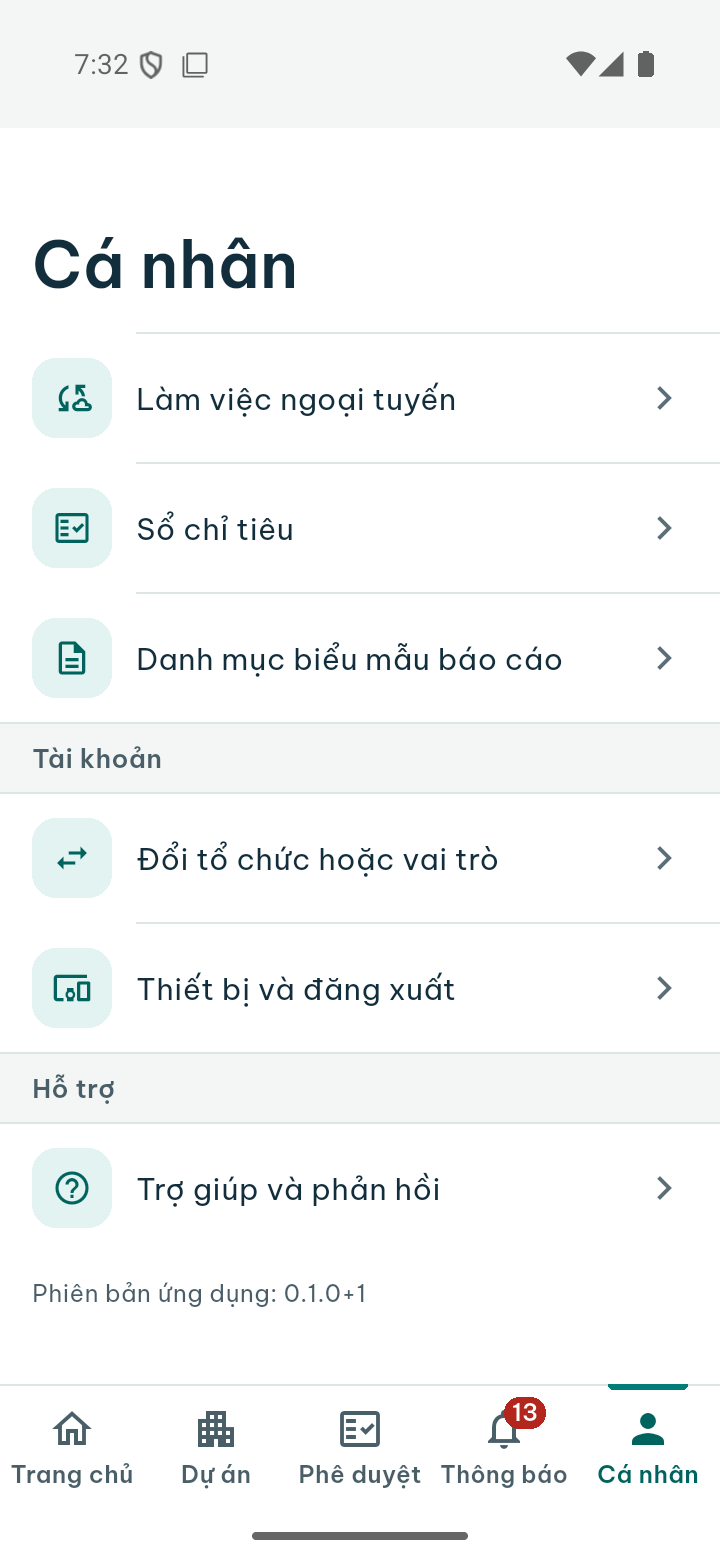 7:32
Cá nhân
Làm việc ngoại tuyến
Sổ chỉ tiêu
Danh mục biểu mẫu báo cáo
Tài khoản
Đổi tổ chức hoặc vai trò
Thiết bị và đăng xuất
Hỗ trợ
Trợ giúp và phản hồi
Phiên bản ứng dụng: 0.1.0+1
13
Trang chủ Dự án Phê duyệt Thông báo Cá nhân